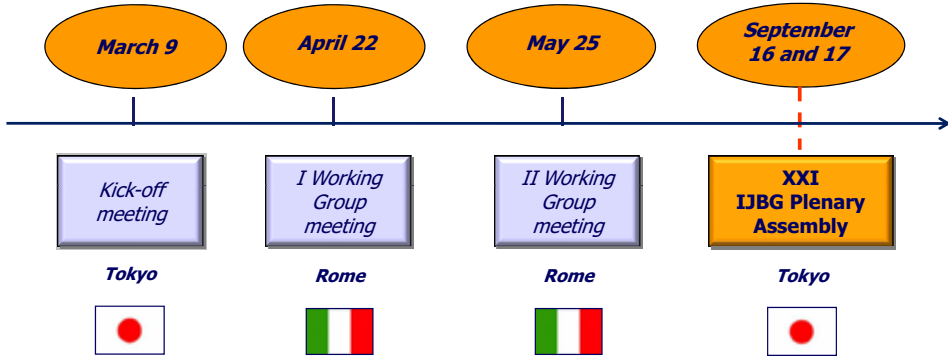 March 9
April 22
May 25
September
16 and 17
Kick-off
meeting
I Working
Group
meeting
II Working
Group
meeting
XXI
IJBG Plenary
Assembly
Tokyo
Rome
Rome
Tokyo